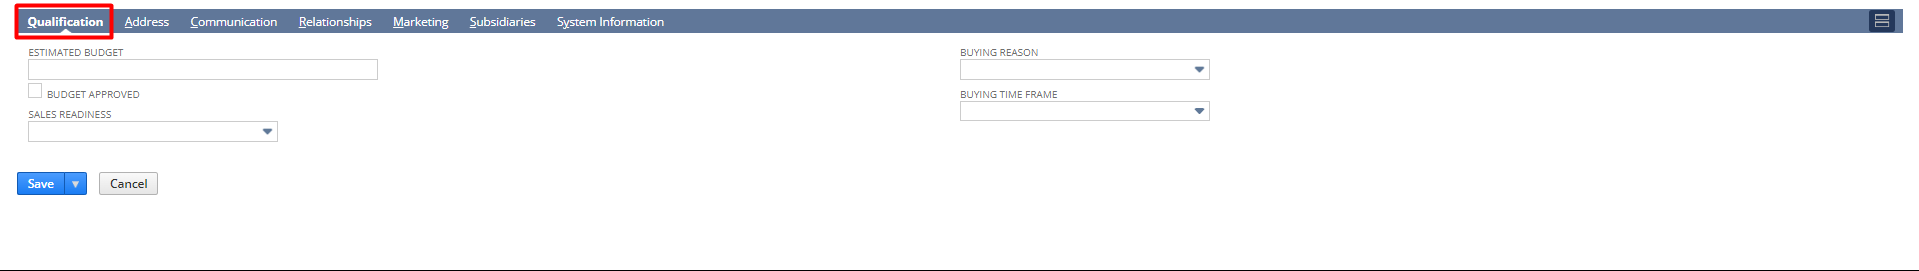 Qualification Address Communication Relationships Marketing Subsidiaries System Information
ESTIMATED BUDGET
BUDGET APPROVED
SALES READINESS
BUYING REASON
BUYING TIME FRAME
Save Cancel